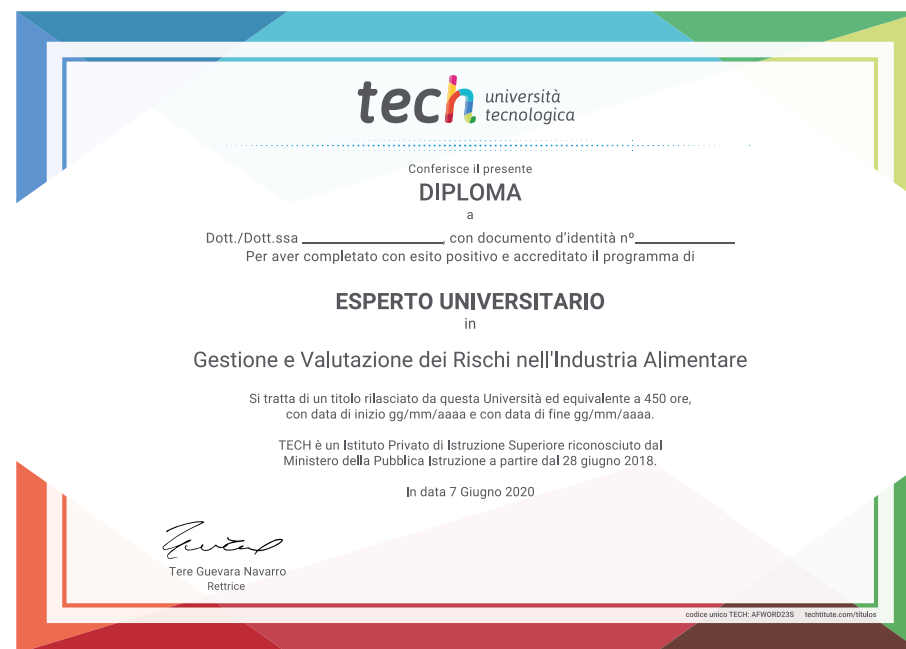 tech università
tecnologica
Conferisce il presente
DIPLOMA
a
Dott./Dott.ssa ____________________, con documento d'identità nº______________
Per aver completato con esito positivo e accreditato il programma di
ESPERTO UNIVERSITARIO
in
Gestione e Valutazione dei Rischi nell'Industria Alimentare
Si tratta di un titolo rilasciato da questa Università ed equivalente a 450 ore,
con data di inizio gg/mm/aaaa e con data di fine gg/mm/aaaa.
TECH è un Istituto Privato di Istruzione Superiore riconosciuto dal
Ministero della Pubblica Istruzione a partire dal 28 giugno 2018.
In data 7 Giugno 2020
Tere Guevara Navarro
Rettrice
codice unico TECH: AFWORD23S techtitute.com/titulos